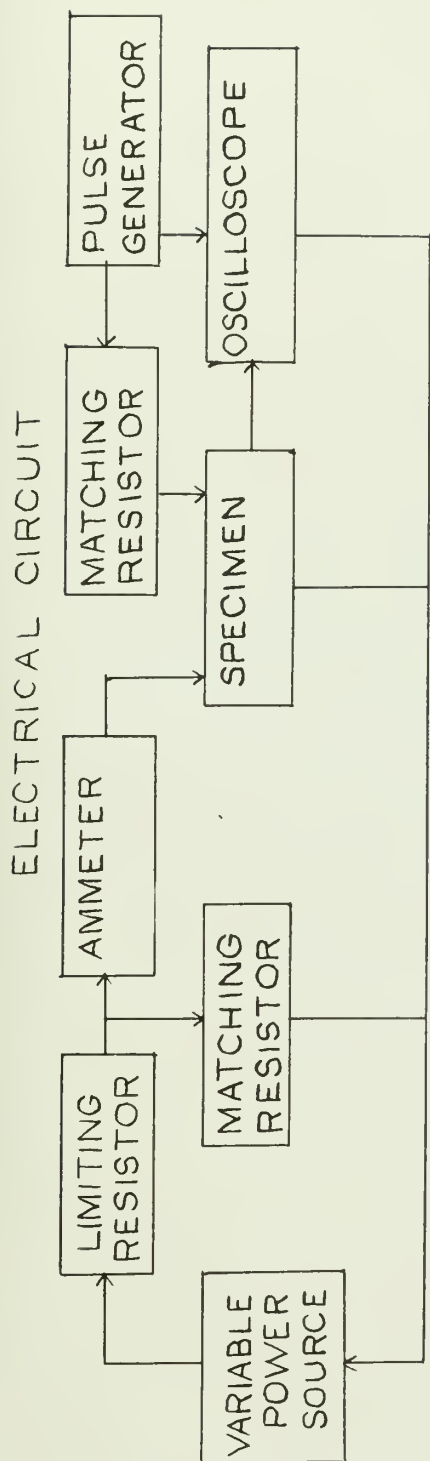 ELECTRICAL CIRCUIT
LIMITING
RESISTOR
AMMETER
MATCHING
RESISTOR
PULSE
GENERATOR
VARIABLE
POWER
SOURCE
MATCHING
RESISTOR
SPECIMEN
OSCILLOSCOPE